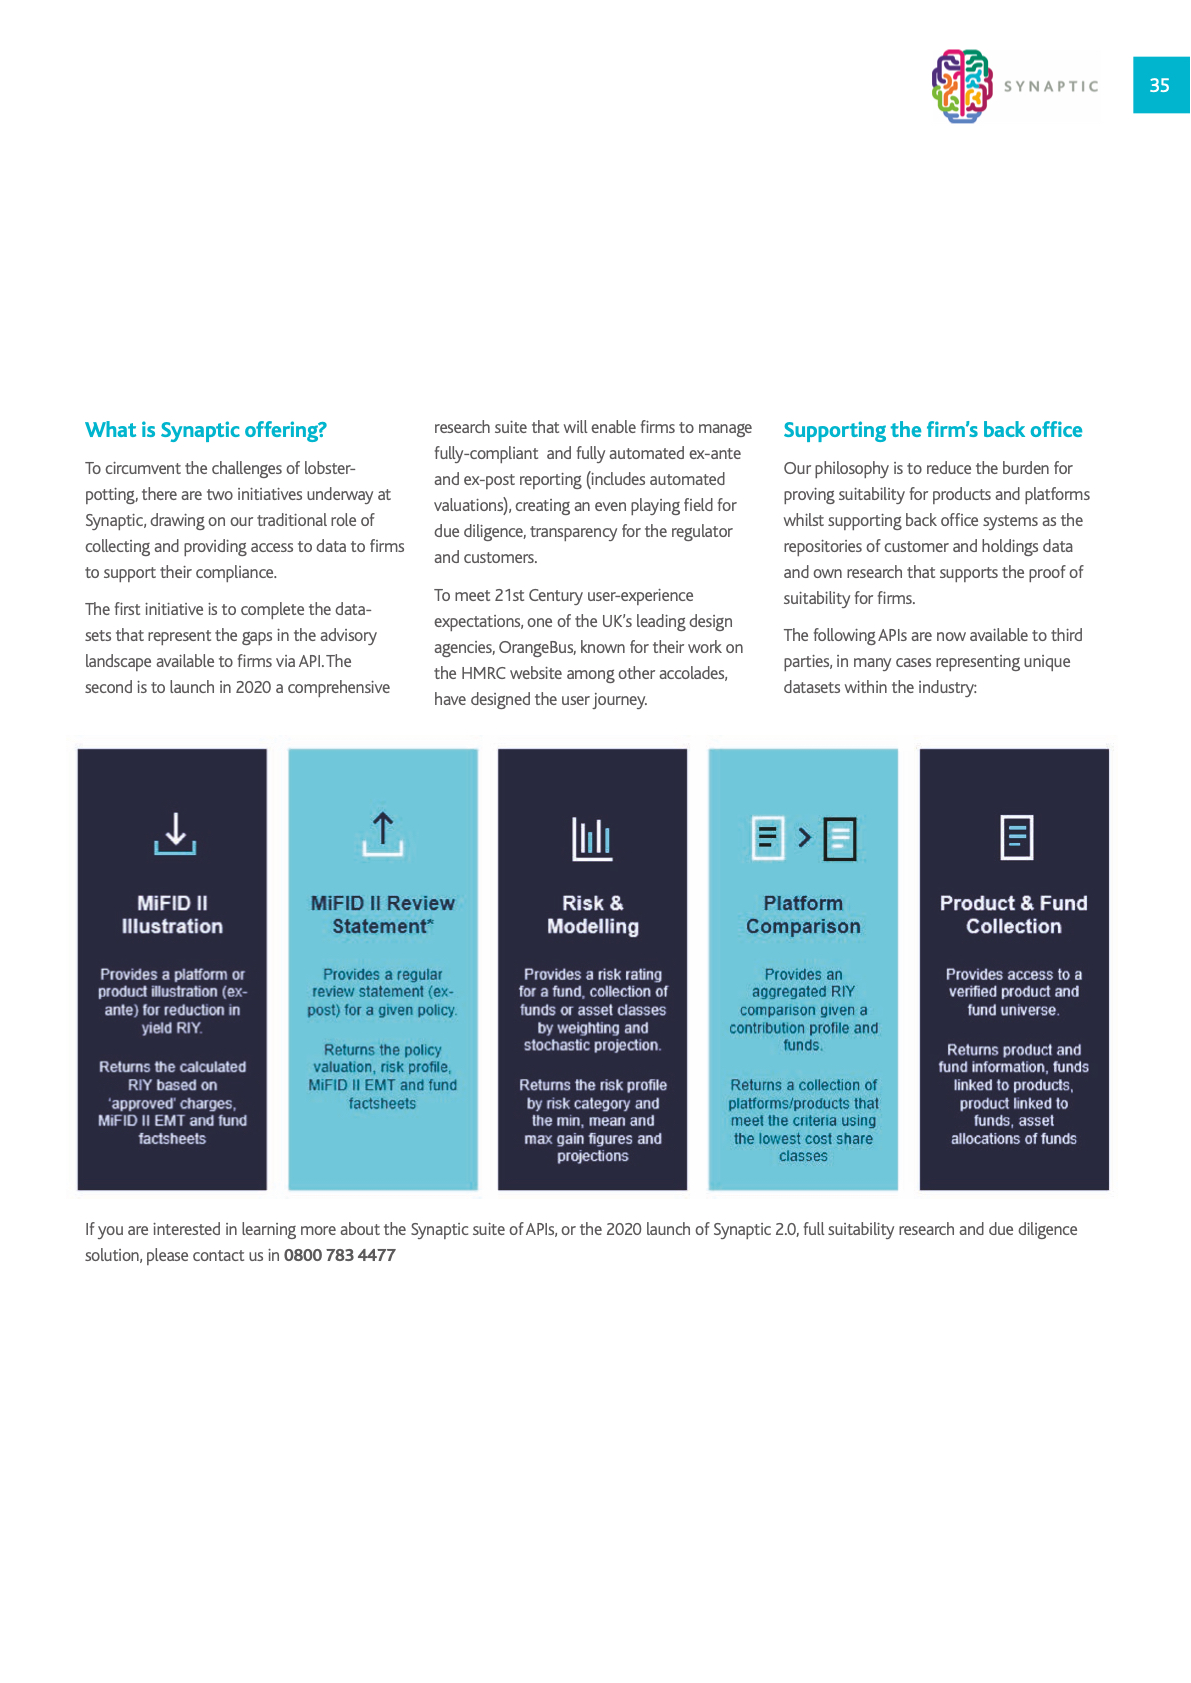 SYNAPTIC
35
What is Synaptic offering?
To circumvent the challenges of lobster-
potting, there are two initiatives underway at
Synaptic, drawing on our traditional role of
collecting and providing access to data to firms
to support their compliance.
The first initiative is to complete the data-
sets that represent the gaps in the advisory
landscape available to firms via API. The
second is to launch in 2020 a comprehensive
research suite that will enable firms to manage
fully-compliant and fully automated ex-ante
and ex-post reporting (includes automated
valuations), creating an even playing field for
due diligence, transparency for the regulator
and customers.
To meet 21st Century user-experience
expectations, one of the UK's leading design
agencies, OrangeBus, known for their work on
the HMRC website among other accolades,
have designed the user journey.
Supporting the firm's back office
Our philosophy is to reduce the burden for
proving suitability for products and platforms
whilst supporting back office systems as the
repositories of customer and holdings data
and own research that supports the proof of
suitability for firms.
The following APIs are now available to third
parties, in many cases representing unique
datasets within the industry:
MiFID II
Illustration
Provides a platform or
product illustration (ex-
ante) for reduction in
yield RIY.
Returns the calculated
RIY based on
'approved' charges,
MiFID II EMT and fund
factsheets
MiFID II Review
Statement*
Provides a regular
review statement (ex-
post) for a given policy.
Returns the policy
valuation, risk profile,
MiFID II EMT and fund
factsheets
Risk &
Modelling
Provides a risk rating
for a fund, collection of
funds or asset classes
by weighting and
stochastic projection.
Returns the risk profile
by risk category and
the min, mean and
max gain figures and
projections
Platform
Comparison
Provides an
aggregated RIY
comparison given a
contribution profile and
funds.
Returns a collection of
platforms/products that
meet the criteria using
the lowest cost share
classes
Product & Fund
Collection
Provides access to a
verified product and
fund universe.
Returns product and
fund information, funds
linked to products,
product linked to
funds, asset
allocations of funds
If you are interested in learning more about the Synaptic suite of APIs, or the 2020 launch of Synaptic 2.0, full suitability research and due diligence
solution, please contact us in 0800 783 4477